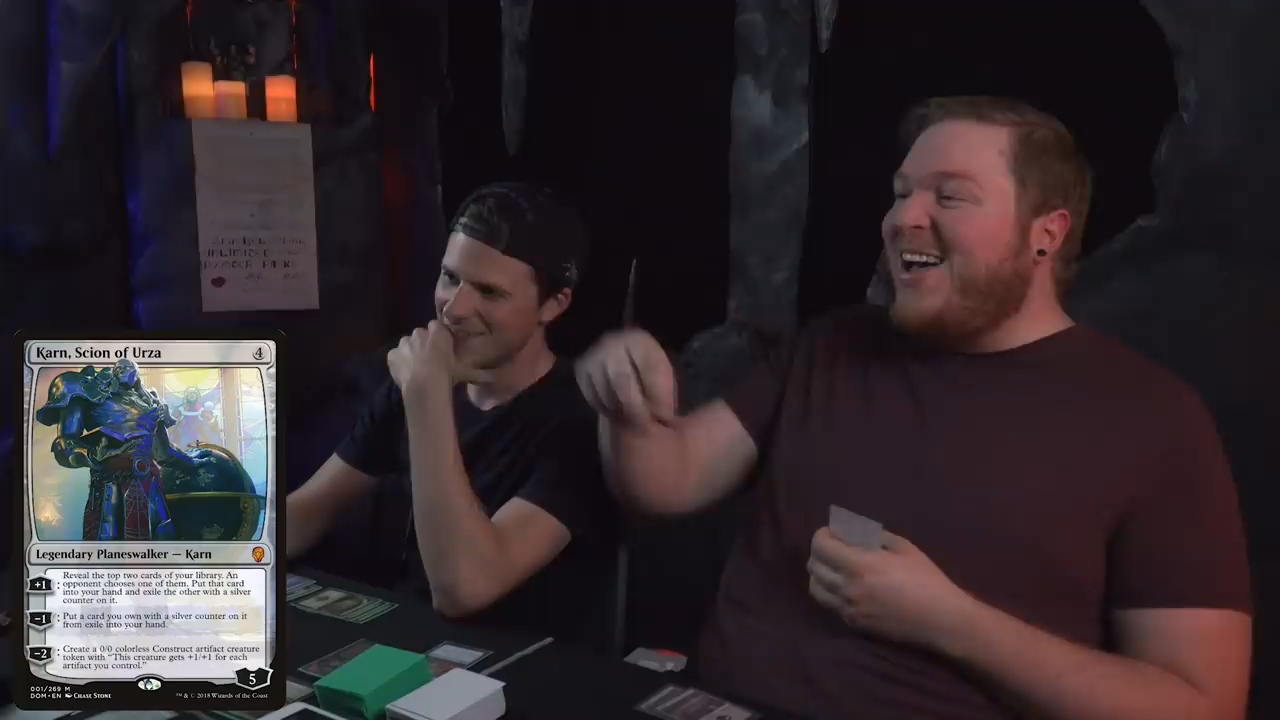 Karn, Scion of Urza 4
Legendary Planeswalker — Karn
+1: Reveal the top two cards of your library. An
opponent chooses one of them. Put that card
into your hand and exile the other with a silver
counter on it.
−1: Put a card you own with a silver counter on it
from exile into your hand.
−2: Create a 0/0 colorless Construct artifact creature
token with "This creature gets +1/+1 for each
artifact you control."
5
001/269 M
DOM • EN Chase Stone
™ & © 2018 Wizards of the Coast